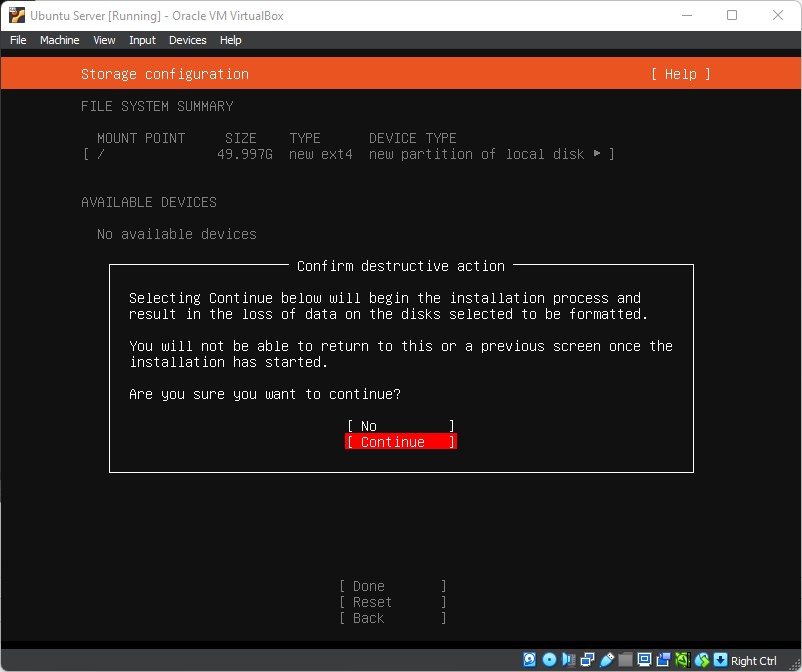 Ubuntu Server [Running] - Oracle VM VirtualBox
File Machine View Input Devices Help
Storage configuration [ Help ]
FILE SYSTEM SUMMARY
MOUNT POINT SIZE TYPE DEVICE TYPE
[ / 49.997G new ext4 new partition of local disk ▸ ]
AVAILABLE DEVICES
No available devices
Confirm destructive action
Selecting Continue below will begin the installation process and
result in the loss of data on the disks selected to be formatted.
You will not be able to return to this or a previous screen once the
installation has started.
Are you sure you want to continue?
[ No ]
[ Continue ]
[ Done ]
[ Reset ]
[ Back ]
Right Ctrl